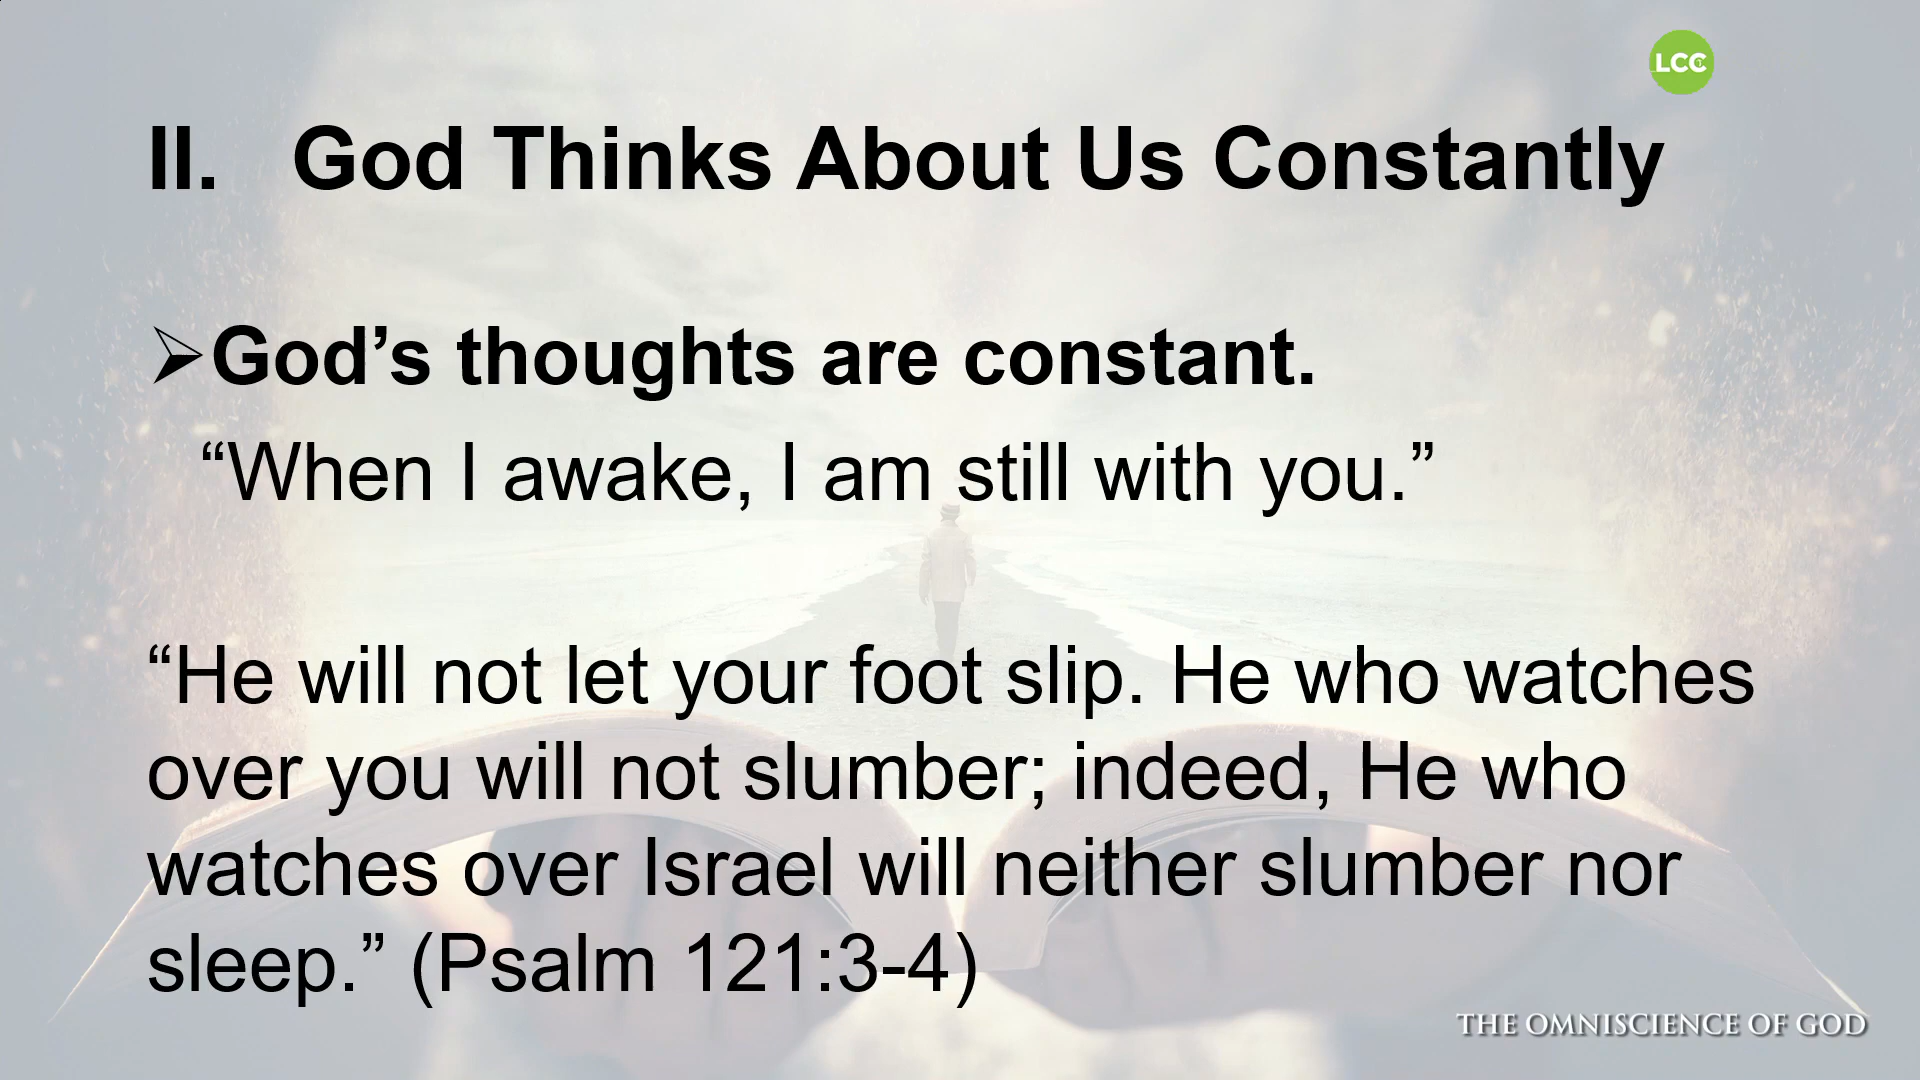 LCC
II. God Thinks About Us Constantly
➢God’s thoughts are constant.
“When I awake, I am still with you.”
“He will not let your foot slip. He who watches
over you will not slumber; indeed, He who
watches over Israel will neither slumber nor
sleep.” (Psalm 121:3-4)
THE OMNISCIENCE OF GOD